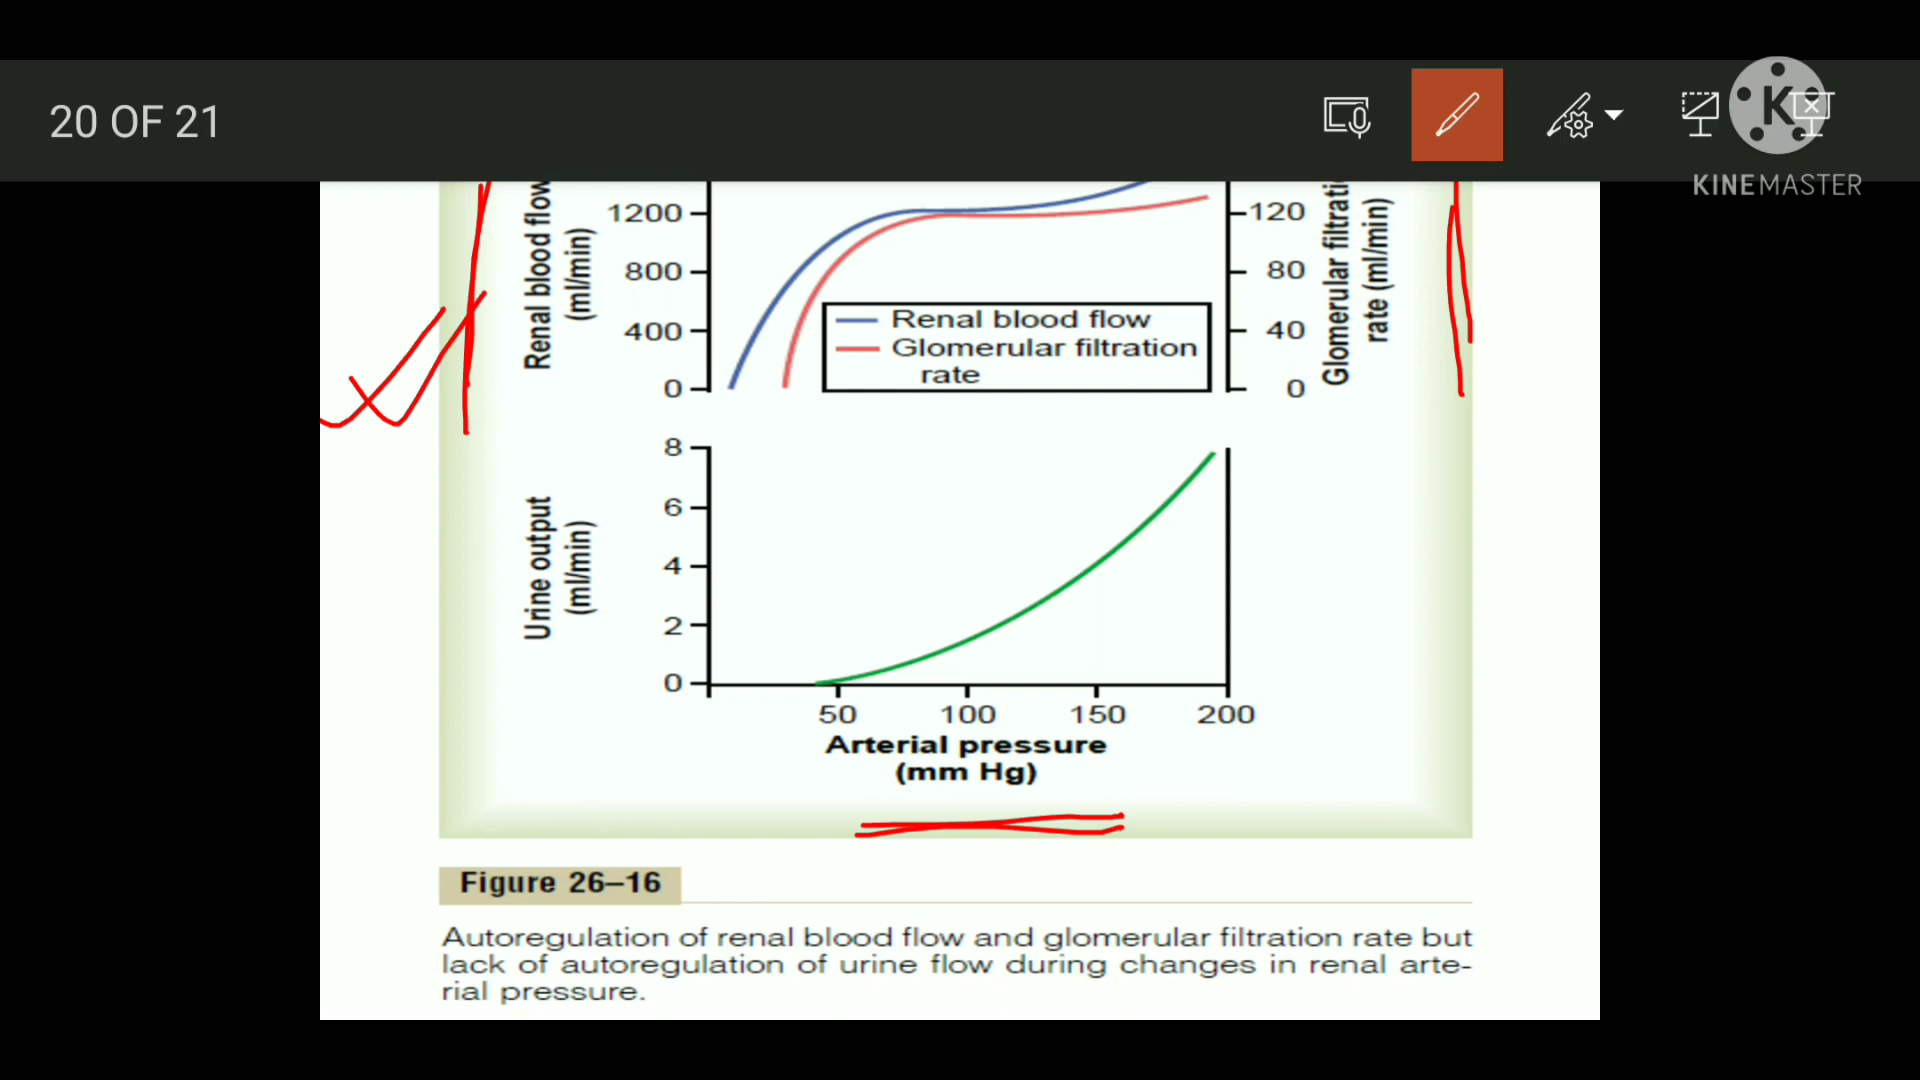 20 OF 21
K
KINEMASTER
Renal blood flow
(ml/min)
1200
800
400
0
120
80
40
0
Glomerular filtrati
rate (ml/min)
Renal blood flow
Glomerular filtration
rate
Urine output
(ml/min)
8
6
4
2
0
50 100 150 200
Arterial pressure
(mm Hg)
Figure 26–16
Autoregulation of renal blood flow and glomerular filtration rate but
lack of autoregulation of urine flow during changes in renal arte-
rial pressure.